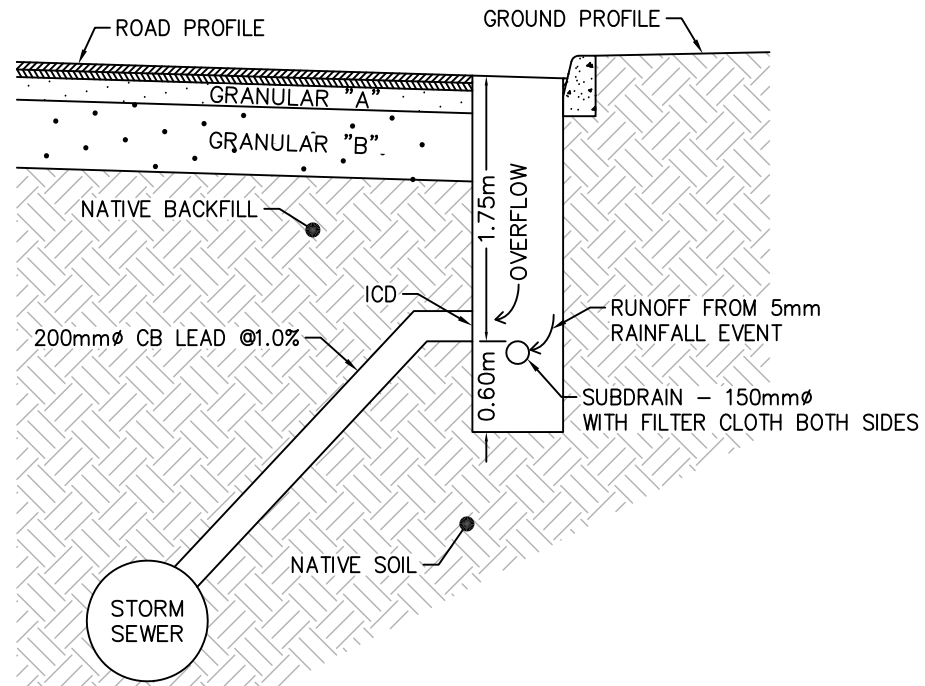 GROUND PROFILE
ROAD PROFILE
GRANULAR "A"
GRANULAR "B"
1.75m
OVERFLOW
NATIVE BACKFILL
ICD
RUNOFF FROM 5mm
RAINFALL EVENT
200mmø CB LEAD @1.0%
0.60m
SUBDRAIN – 150mmø
WITH FILTER CLOTH BOTH SIDES
NATIVE SOIL
STORM
SEWER